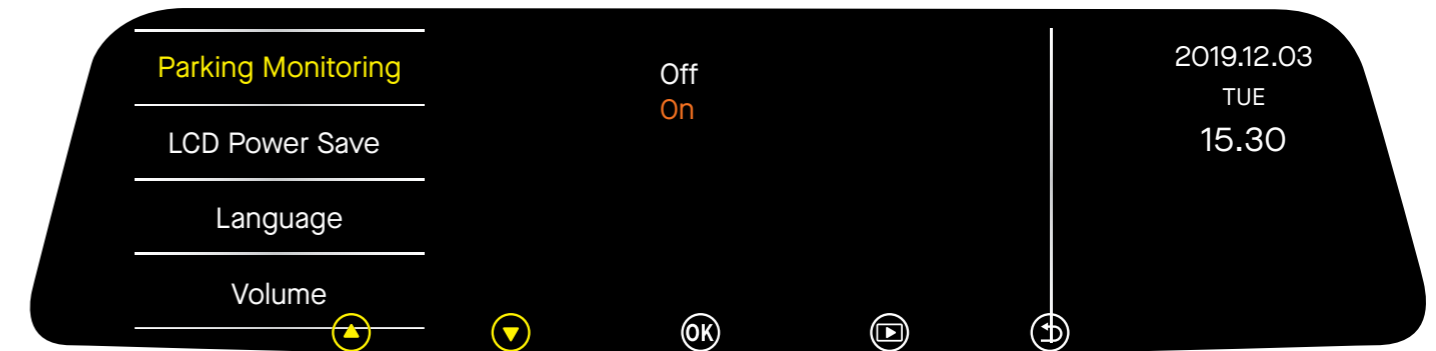 Parking Monitoring
LCD Power Save
Language
Volume
Off
On
2019.12.03
TUE
15.30
OK